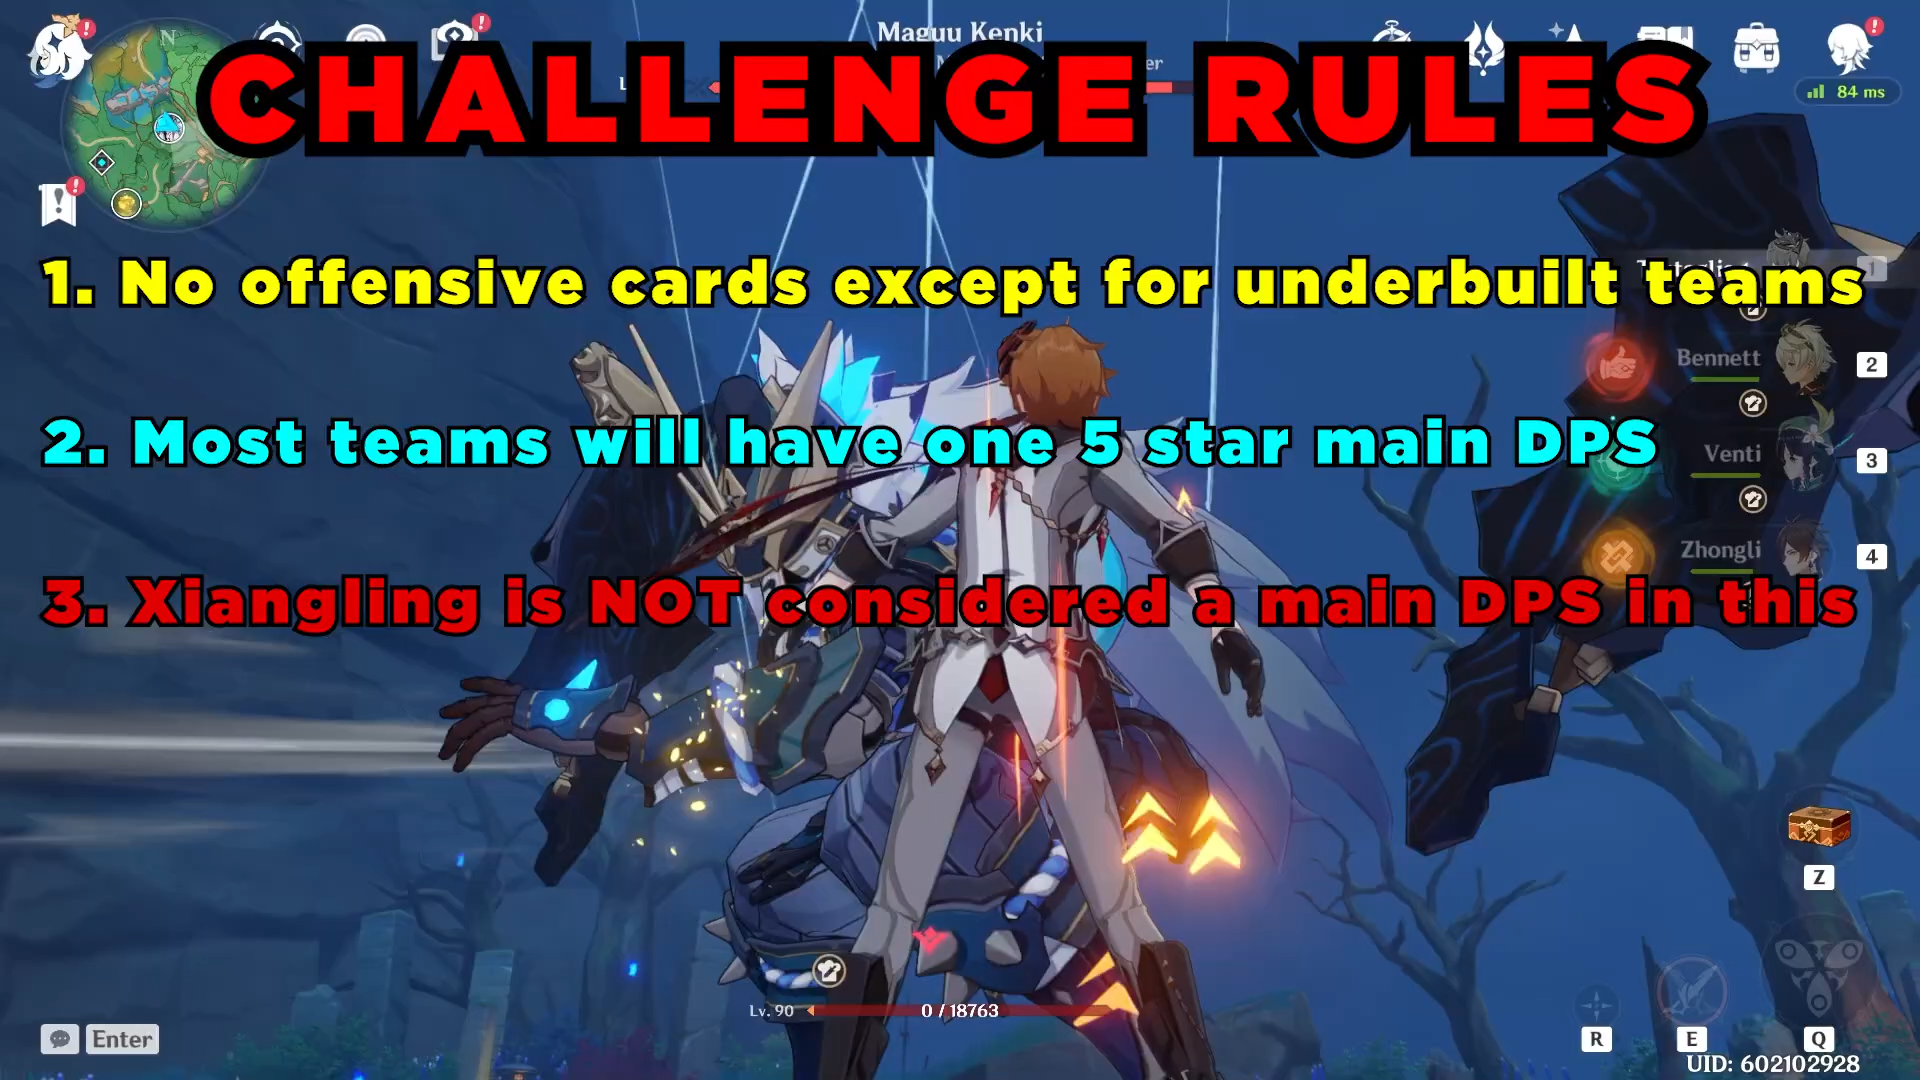 N
Maguu Kenki
CHALLENGE RULES
84 ms
1. No offensive cards except for underbuilt teams
1
Bennett
2
2. Most teams will have one 5 star main DPS
Venti
3
Zhongli
4
3. Xiangling is NOT considered a main DPS in this
Z
Lv. 90
0 / 18763
Enter
R
E
Q
UID: 602102928